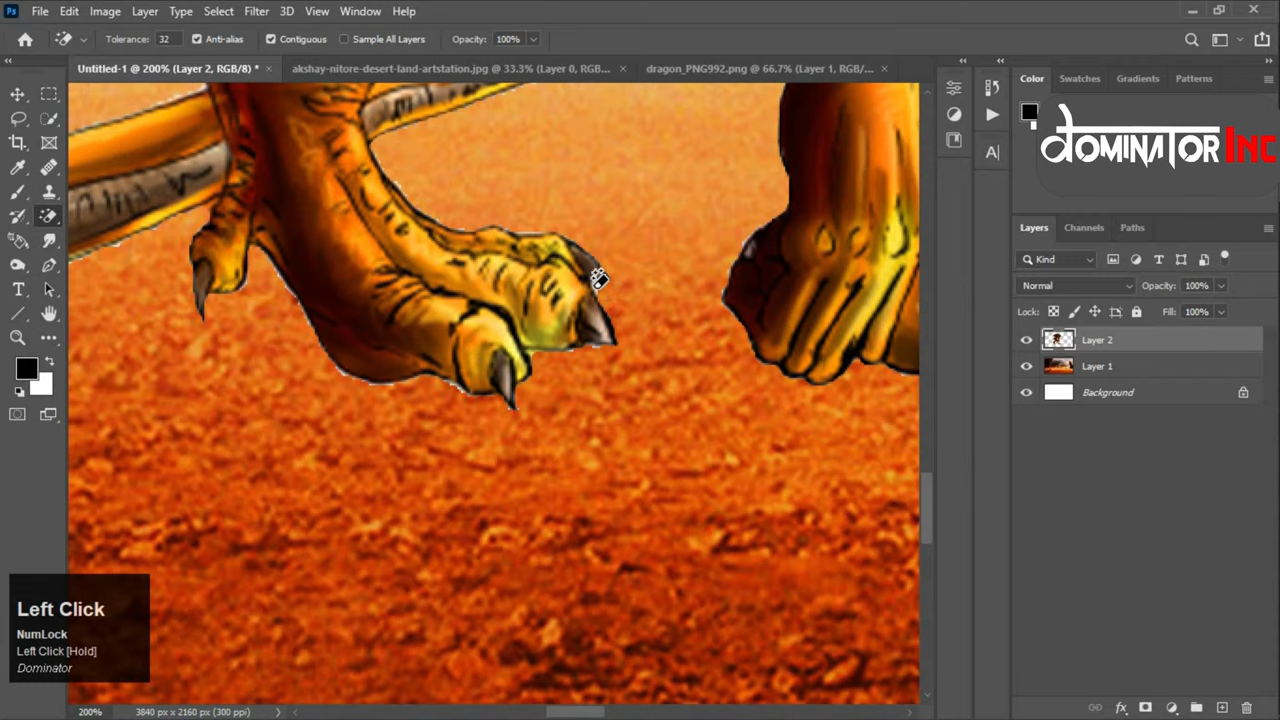 Ps File Edit Image Layer Type Select Filter 3D View Window Help
Tolerance: 32 Anti-alias Contiguous Sample All Layers Opacity: 100%
Untitled-1 @ 200% (Layer 2, RGB/8) * × akshay-nitore-desert-land-artstation.jpg @ 33.3% (Layer 0, RGB... × dragon_PNG992.png @ 66.7% (Layer 1, RGB/... ×
Color Swatches Gradients Patterns
DOMINATOR INC
Layers Channels Paths
Kind
Normal Opacity: 100%
Lock: Fill: 100%
Layer 2
Layer 1
Background
Left Click
NumLock
Left Click [Hold]
Dominator
200% 3840 px x 2160 px (300 ppi)